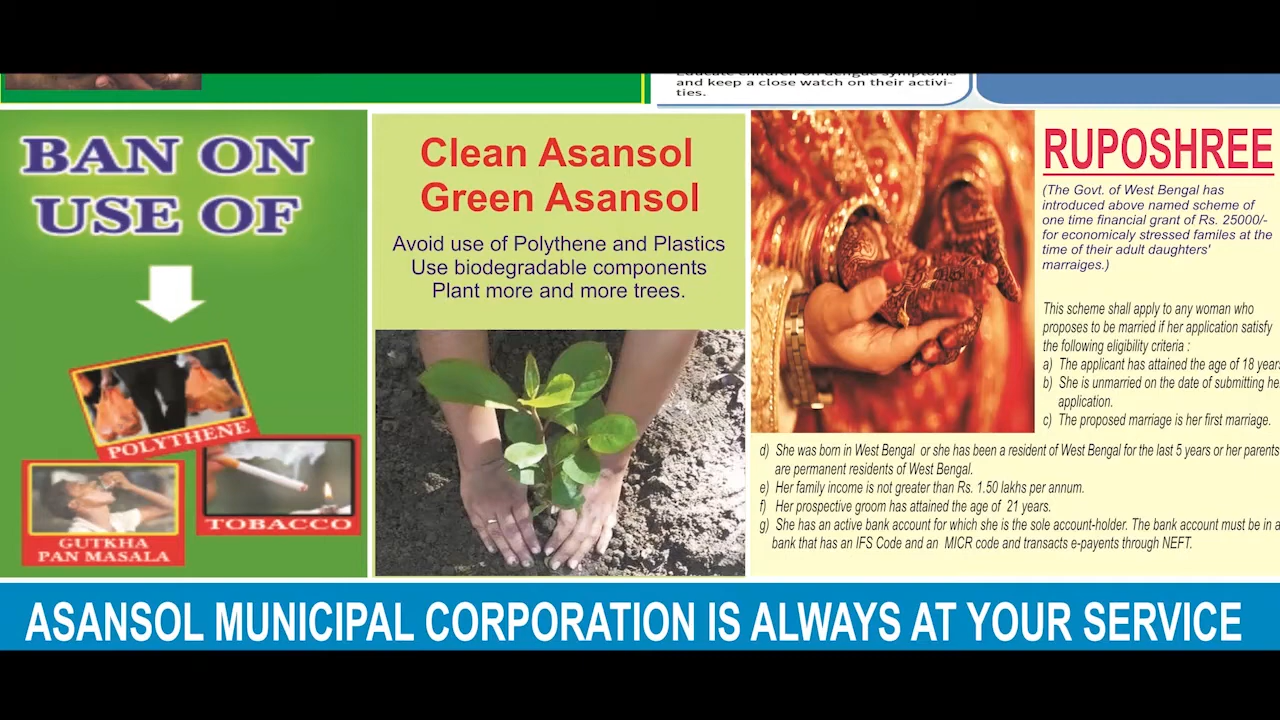 Educate children on dengue symptoms
and keep a close watch on their activi-
ties.
BAN ON
USE OF
POLYTHENE
TOBACCO
GUTKHA
PAN MASALA
Clean Asansol
Green Asansol
Avoid use of Polythene and Plastics
Use biodegradable components
Plant more and more trees.
RUPOSHREE
(The Govt. of West Bengal has
introduced above named scheme of
one time financial grant of Rs. 25000/-
for economicaly stressed familes at the
time of their adult daughters'
marraiges.)
This scheme shall apply to any woman who
proposes to be married if her application satisfy
the following eligibility criteria :
a) The applicant has attained the age of 18 years
b) She is unmarried on the date of submitting he
application.
c) The proposed marriage is her first marriage.
d) She was born in West Bengal or she has been a resident of West Bengal for the last 5 years or her parents
are permanent residents of West Bengal.
e) Her family income is not greater than Rs. 1.50 lakhs per annum.
f) Her prospective groom has attained the age of 21 years.
g) She has an active bank account for which she is the sole account-holder. The bank account must be in a
bank that has an IFS Code and an MICR code and transacts e-payents through NEFT.
ASANSOL MUNICIPAL CORPORATION IS ALWAYS AT YOUR SERVICE